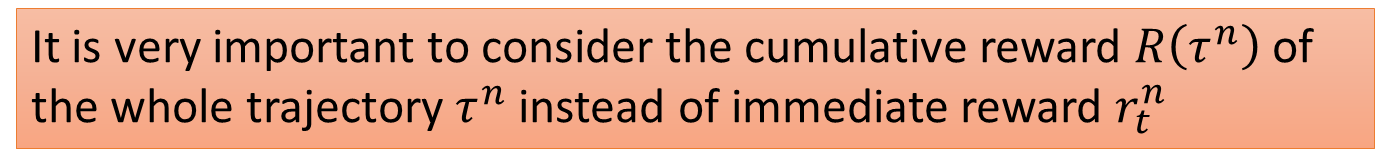 It is very important to consider the cumulative reward 𝑅(𝜏ⁿ) of
the whole trajectory 𝜏ⁿ instead of immediate reward 𝑟ₜⁿ